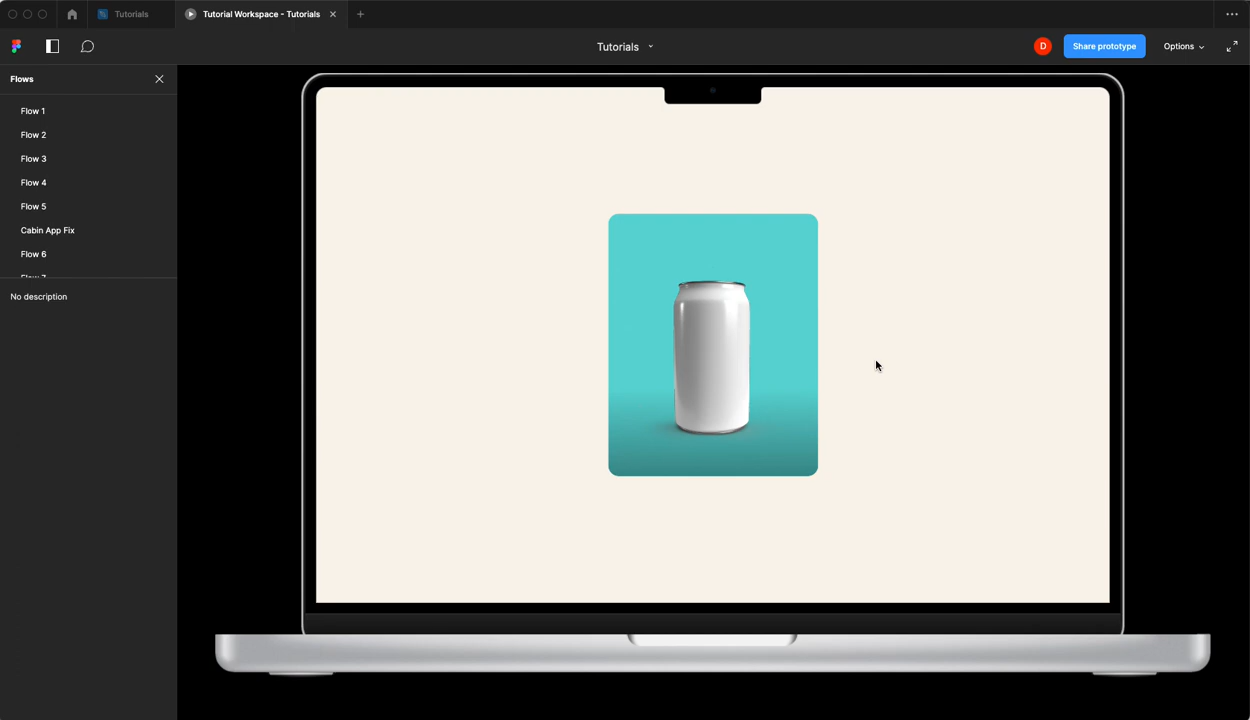 Tutorials
Tutorial Workspace - Tutorials
Tutorials
D
Share prototype
Options
Flows
Flow 1
Flow 2
Flow 3
Flow 4
Flow 5
Cabin App Fix
Flow 6
No description